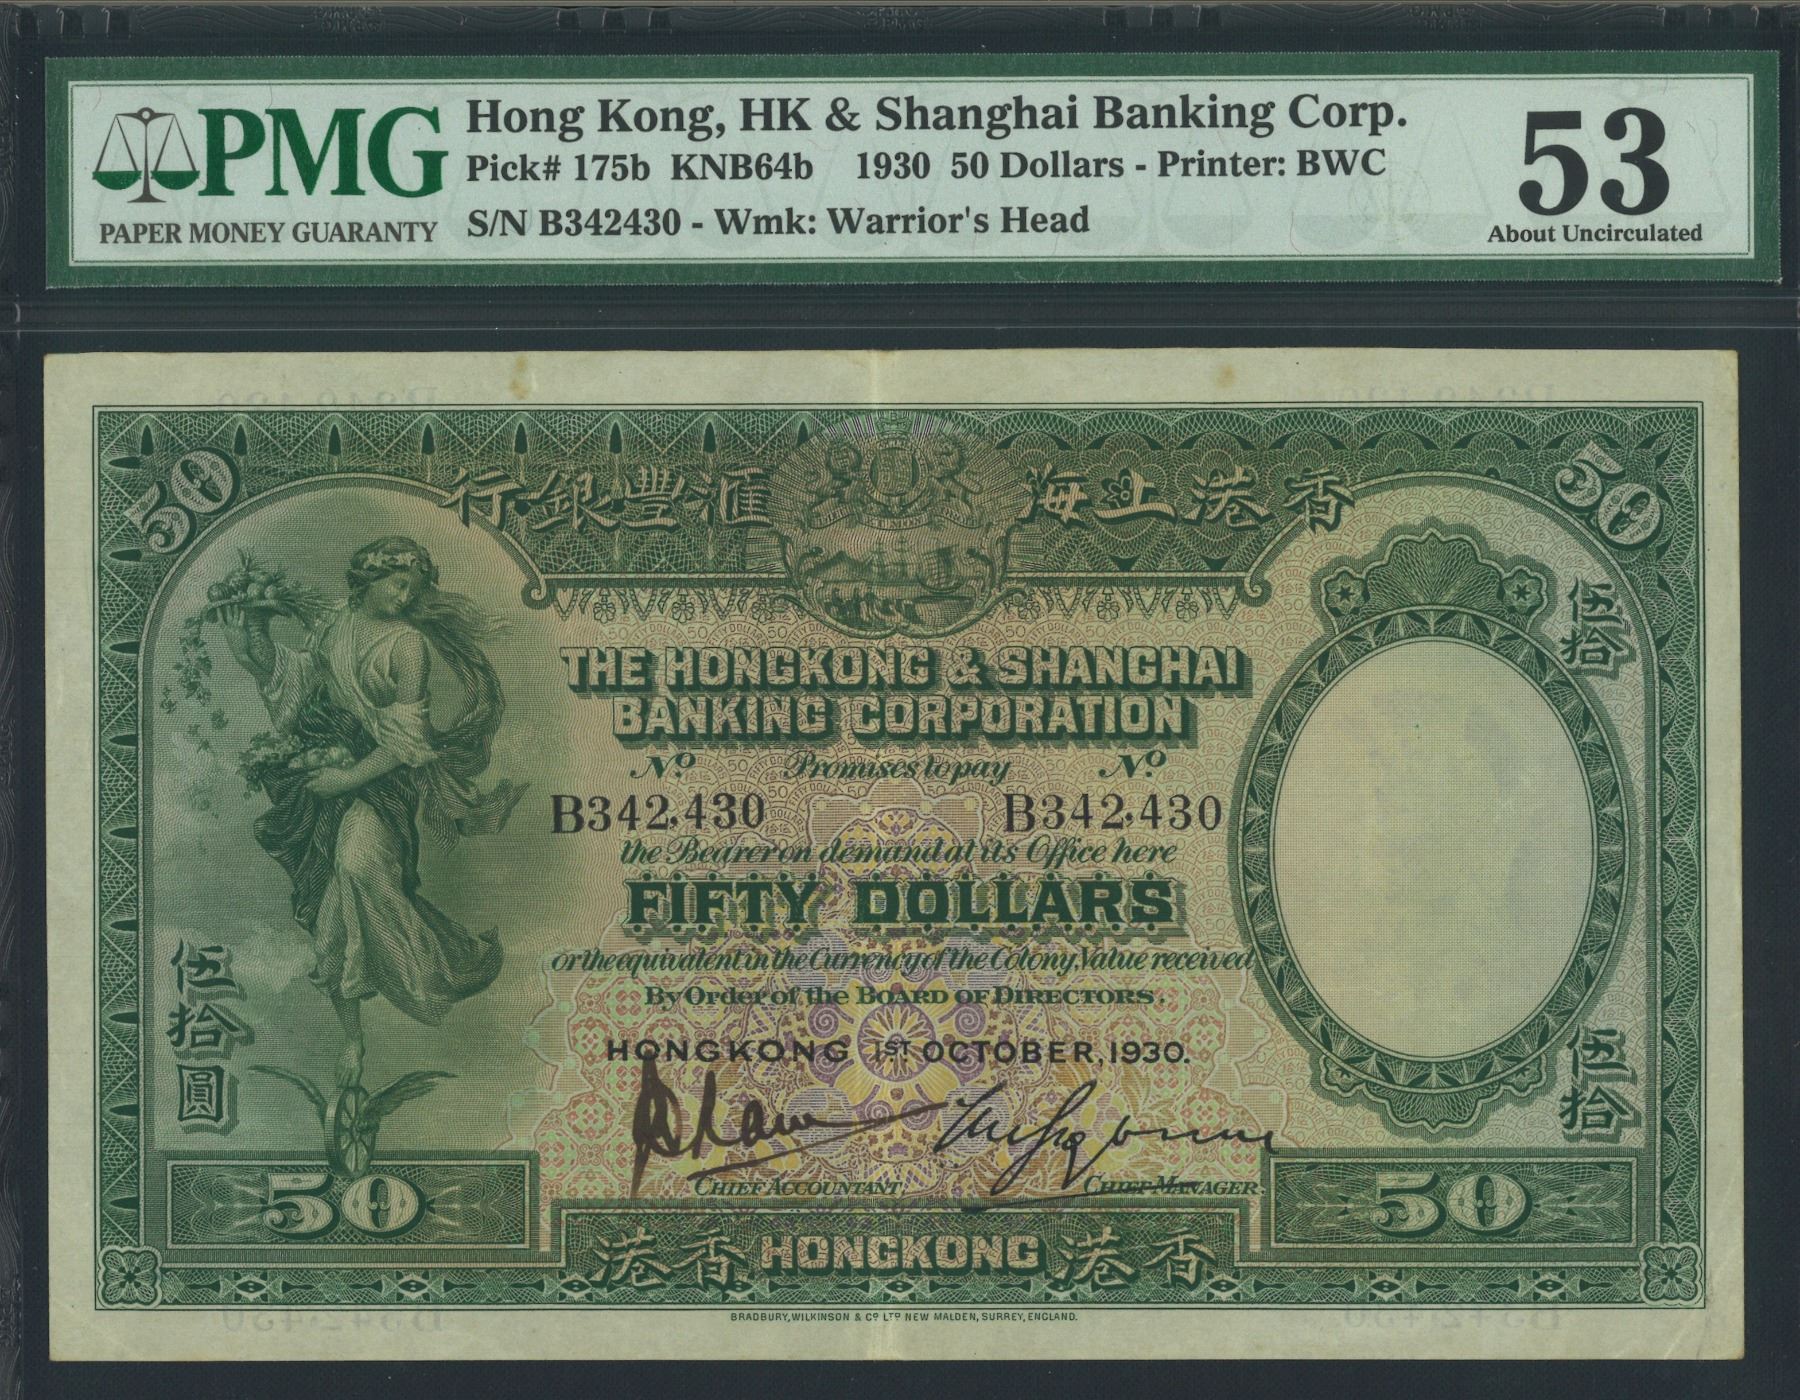 PMG
PAPER MONEY GUARANTY
Hong Kong, HK & Shanghai Banking Corp.
Pick# 175b KNB64b 1930 50 Dollars - Printer: BWC
S/N B342430 - Wmk: Warrior's Head
53
About Uncirculated
50
行銀豐滙
海上港香
50
伍拾
THE HONGKONG & SHANGHAI
BANKING CORPORATION
Nº Promises to pay Nº
B342,430 B342,430
the Bearer on demand at its Office here
FIFTY DOLLARS
or the equivalent in the Currency of the Colony, Value received
By Order of the BOARD OF DIRECTORS.
HONGKONG 1ST OCTOBER, 1930.
伍拾圓
伍拾
CHIEF ACCOUNTANT.
CHIEF MANAGER.
50
50
港香 HONGKONG 港香
BRADBURY, WILKINSON & Cº LTD NEW MALDEN, SURREY, ENGLAND.